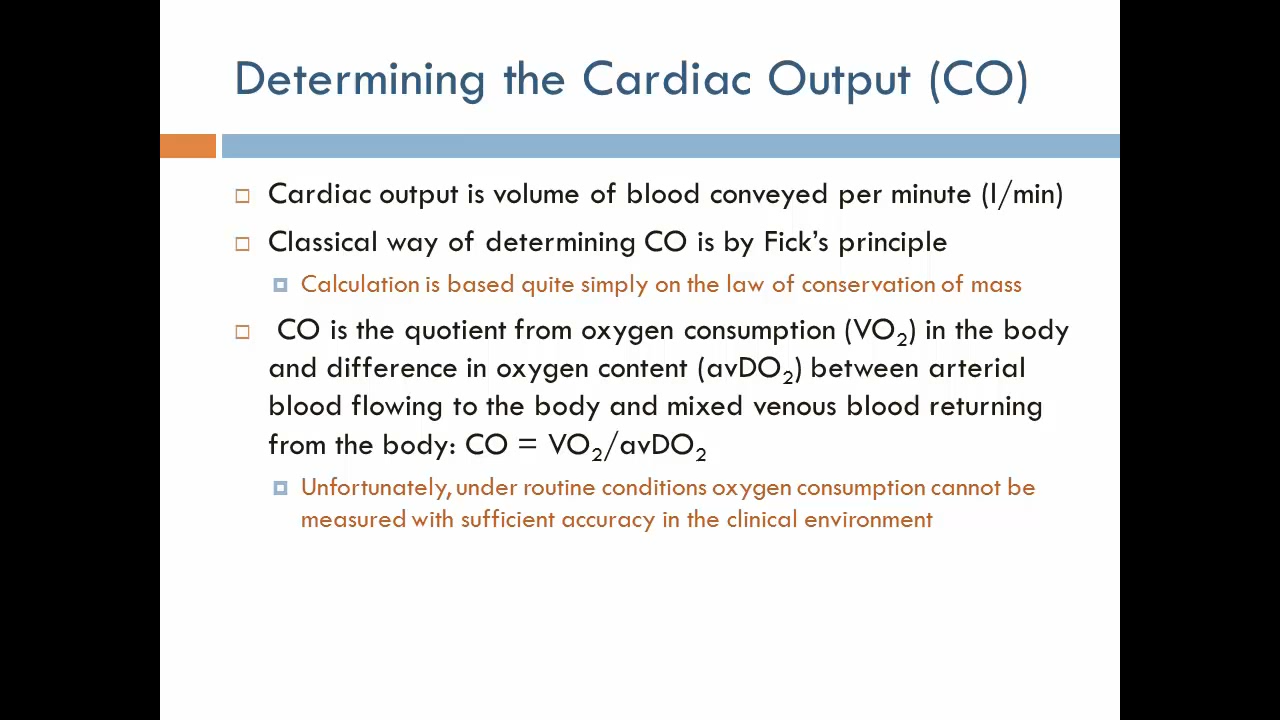 Determining the Cardiac Output (CO)
Cardiac output is volume of blood conveyed per minute (l/min)
Classical way of determining CO is by Fick’s principle
Calculation is based quite simply on the law of conservation of mass
CO is the quotient from oxygen consumption (VO₂) in the body
and difference in oxygen content (avDO₂) between arterial
blood flowing to the body and mixed venous blood returning
from the body: CO = VO₂/avDO₂
Unfortunately, under routine conditions oxygen consumption cannot be
measured with sufficient accuracy in the clinical environment